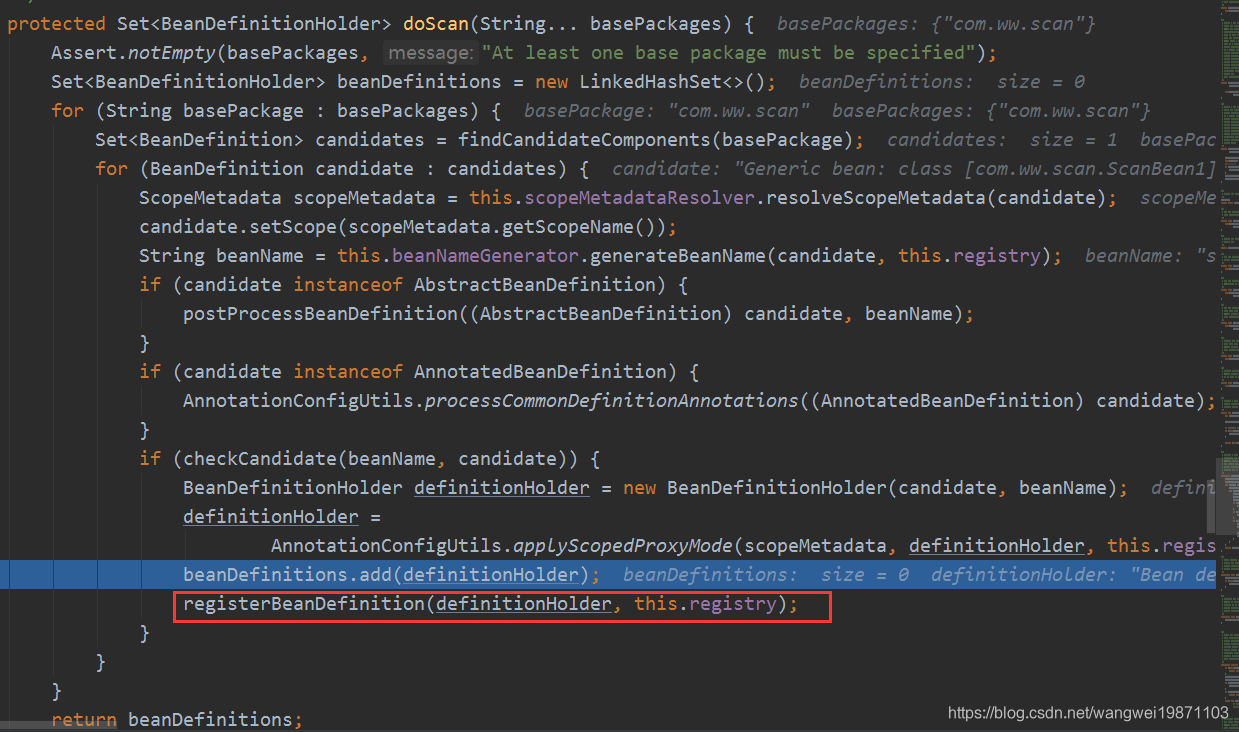 protected Set<BeanDefinitionHolder> doScan(String... basePackages) { basePackages: {"com.ww.scan"}
Assert.notEmpty(basePackages, message: "At least one base package must be specified");
Set<BeanDefinitionHolder> beanDefinitions = new LinkedHashSet<>(); beanDefinitions: size = 0
for (String basePackage : basePackages) { basePackage: "com.ww.scan" basePackages: {"com.ww.scan"}
Set<BeanDefinition> candidates = findCandidateComponents(basePackage); candidates: size = 1 basePac
for (BeanDefinition candidate : candidates) { candidate: "Generic bean: class [com.ww.scan.ScanBean1]
ScopeMetadata scopeMetadata = this.scopeMetadataResolver.resolveScopeMetadata(candidate); scopeMe
candidate.setScope(scopeMetadata.getScopeName());
String beanName = this.beanNameGenerator.generateBeanName(candidate, this.registry); beanName: "s
if (candidate instanceof AbstractBeanDefinition) {
postProcessBeanDefinition((AbstractBeanDefinition) candidate, beanName);
}
if (candidate instanceof AnnotatedBeanDefinition) {
AnnotationConfigUtils.processCommonDefinitionAnnotations((AnnotatedBeanDefinition) candidate);
}
if (checkCandidate(beanName, candidate)) {
BeanDefinitionHolder definitionHolder = new BeanDefinitionHolder(candidate, beanName); defini
definitionHolder =
AnnotationConfigUtils.applyScopedProxyMode(scopeMetadata, definitionHolder, this.regis
beanDefinitions.add(definitionHolder); beanDefinitions: size = 0 definitionHolder: "Bean de
registerBeanDefinition(definitionHolder, this.registry);
}
}
}
return beanDefinitions;
https://blog.csdn.net/wangwei19871103